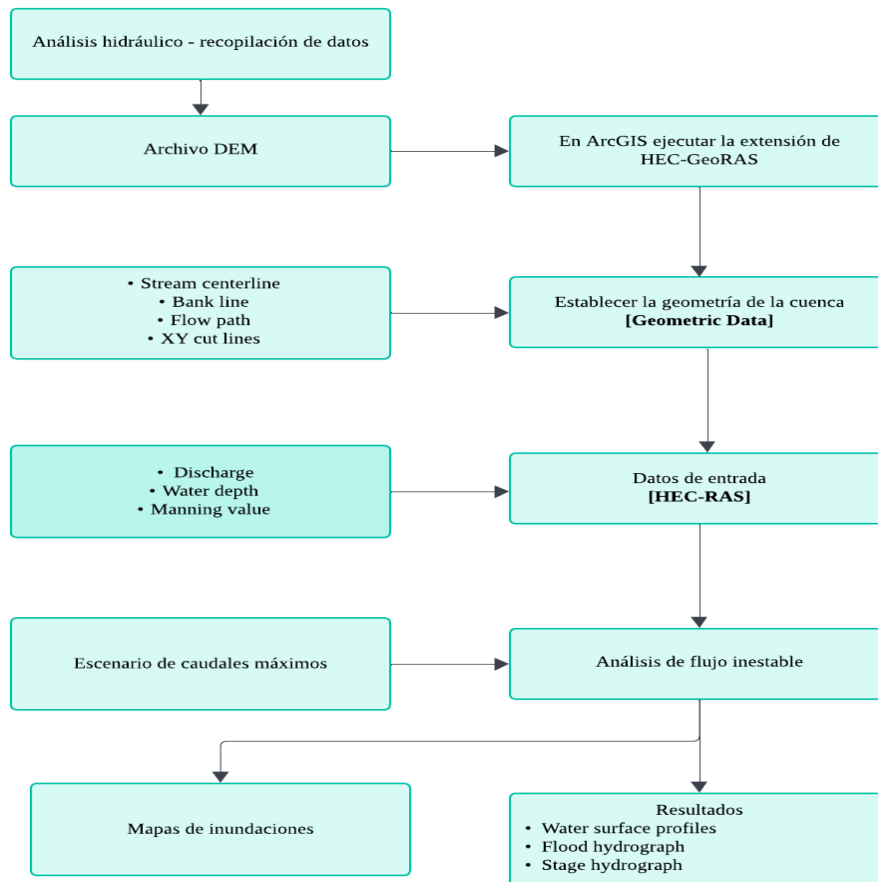 Análisis hidráulico - recopilación de datos
Archivo DEM
En ArcGIS ejecutar la extensión de
HEC-GeoRAS
• Stream centerline
• Bank line
• Flow path
• XY cut lines
Establecer la geometría de la cuenca
[Geometric Data]
• Discharge
• Water depth
• Manning value
Datos de entrada
[HEC-RAS]
Escenario de caudales máximos
Análisis de flujo inestable
Mapas de inundaciones
Resultados
• Water surface profiles
• Flood hydrograph
• Stage hydrograph